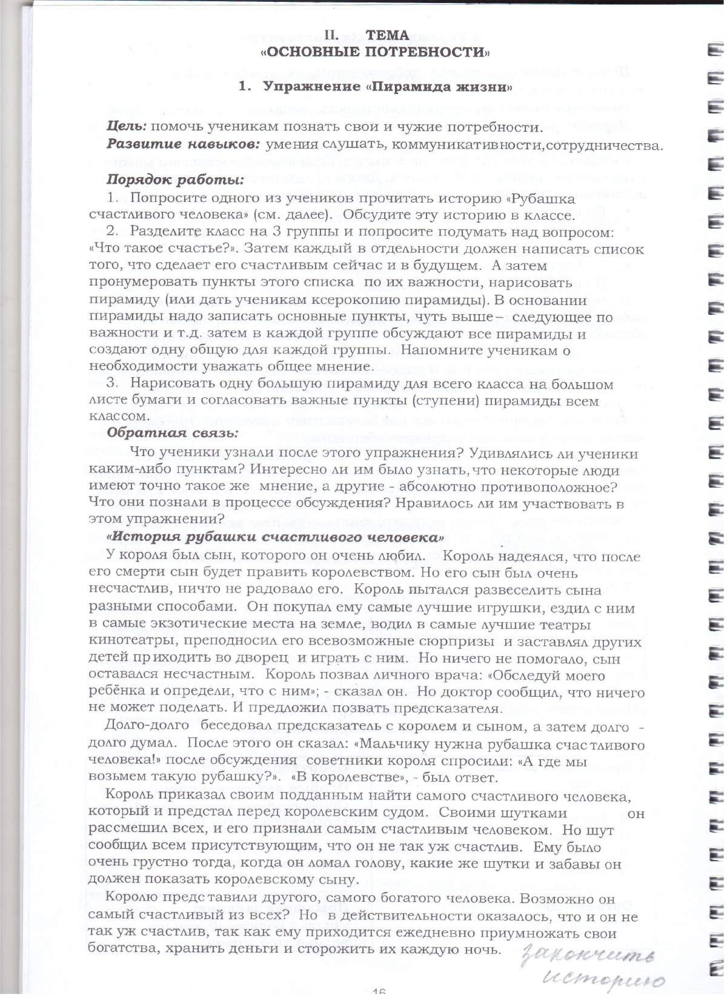 II. ТЕМА
«ОСНОВНЫЕ ПОТРЕБНОСТИ»
1. Упражнение «Пирамида жизни»
Цель: помочь ученикам познать свои и чужие потребности.
Развитие навыков: умения слушать, коммуникативности,сотрудничества.
Порядок работы:
1. Попросите одного из учеников прочитать историю «Рубашка
счастливого человека» (см. далее). Обсудите эту историю в классе.
2. Разделите класс на 3 группы и попросите подумать над вопросом:
«Что такое счастье?». Затем каждый в отдельности должен написать список
того, что сделает его счастливым сейчас и в будущем. А затем
пронумеровать пункты этого списка по их важности, нарисовать
пирамиду (или дать ученикам ксерокопию пирамиды). В основании
пирамиды надо записать основные пункты, чуть выше – следующее по
важности и т.д. затем в каждой группе обсуждают все пирамиды и
создают одну общую для каждой группы. Напомните ученикам о
необходимости уважать общее мнение.
3. Нарисовать одну большую пирамиду для всего класса на большом
листе бумаги и согласовать важные пункты (ступени) пирамиды всем
классом.
Обратная связь:
Что ученики узнали после этого упражнения? Удивлялись ли ученики
каким-либо пунктам? Интересно ли им было узнать, что некоторые люди
имеют точно такое же мнение, а другие - абсолютно противоположное?
Что они познали в процессе обсуждения? Нравилось ли им участвовать в
этом упражнении?
«История рубашки счастливого человека»
У короля был сын, которого он очень любил. Король надеялся, что после
его смерти сын будет править королевством. Но его сын был очень
несчастлив, ничто не радовало его. Король пытался развеселить сына
разными способами. Он покупал ему самые лучшие игрушки, ездил с ним
в самые экзотические места на земле, водил в самые лучшие театры
кинотеатры, преподносил его всевозможные сюрпризы и заставлял других
детей приходить во дворец и играть с ним. Но ничего не помогало, сын
оставался несчастным. Король позвал личного врача: «Обследуй моего
ребёнка и определи, что с ним»; - сказал он. Но доктор сообщил, что ничего
не может поделать. И предложил позвать предсказателя.
Долго-долго беседовал предсказатель с королем и сыном, а затем долго -
долго думал. После этого он сказал: «Мальчику нужна рубашка счастливого
человека!» после обсуждения советники короля спросили: «А где мы
возьмем такую рубашку?». «В королевстве», - был ответ.
Король приказал своим подданным найти самого счастливого человека,
который и предстал перед королевским судом. Своими шутками он
рассмешил всех, и его признали самым счастливым человеком. Но шут
сообщил всем присутствующим, что он не так уж счастлив. Ему было
очень грустно тогда, когда он ломал голову, какие же шутки и забавы он
должен показать королевскому сыну.
Королю представили другого, самого богатого человека. Возможно он
самый счастливый из всех? Но в действительности оказалось, что и он не
так уж счастлив, так как ему приходится ежедневно приумножать свои
богатства, хранить деньги и сторожить их каждую ночь.
закончить
историю
16